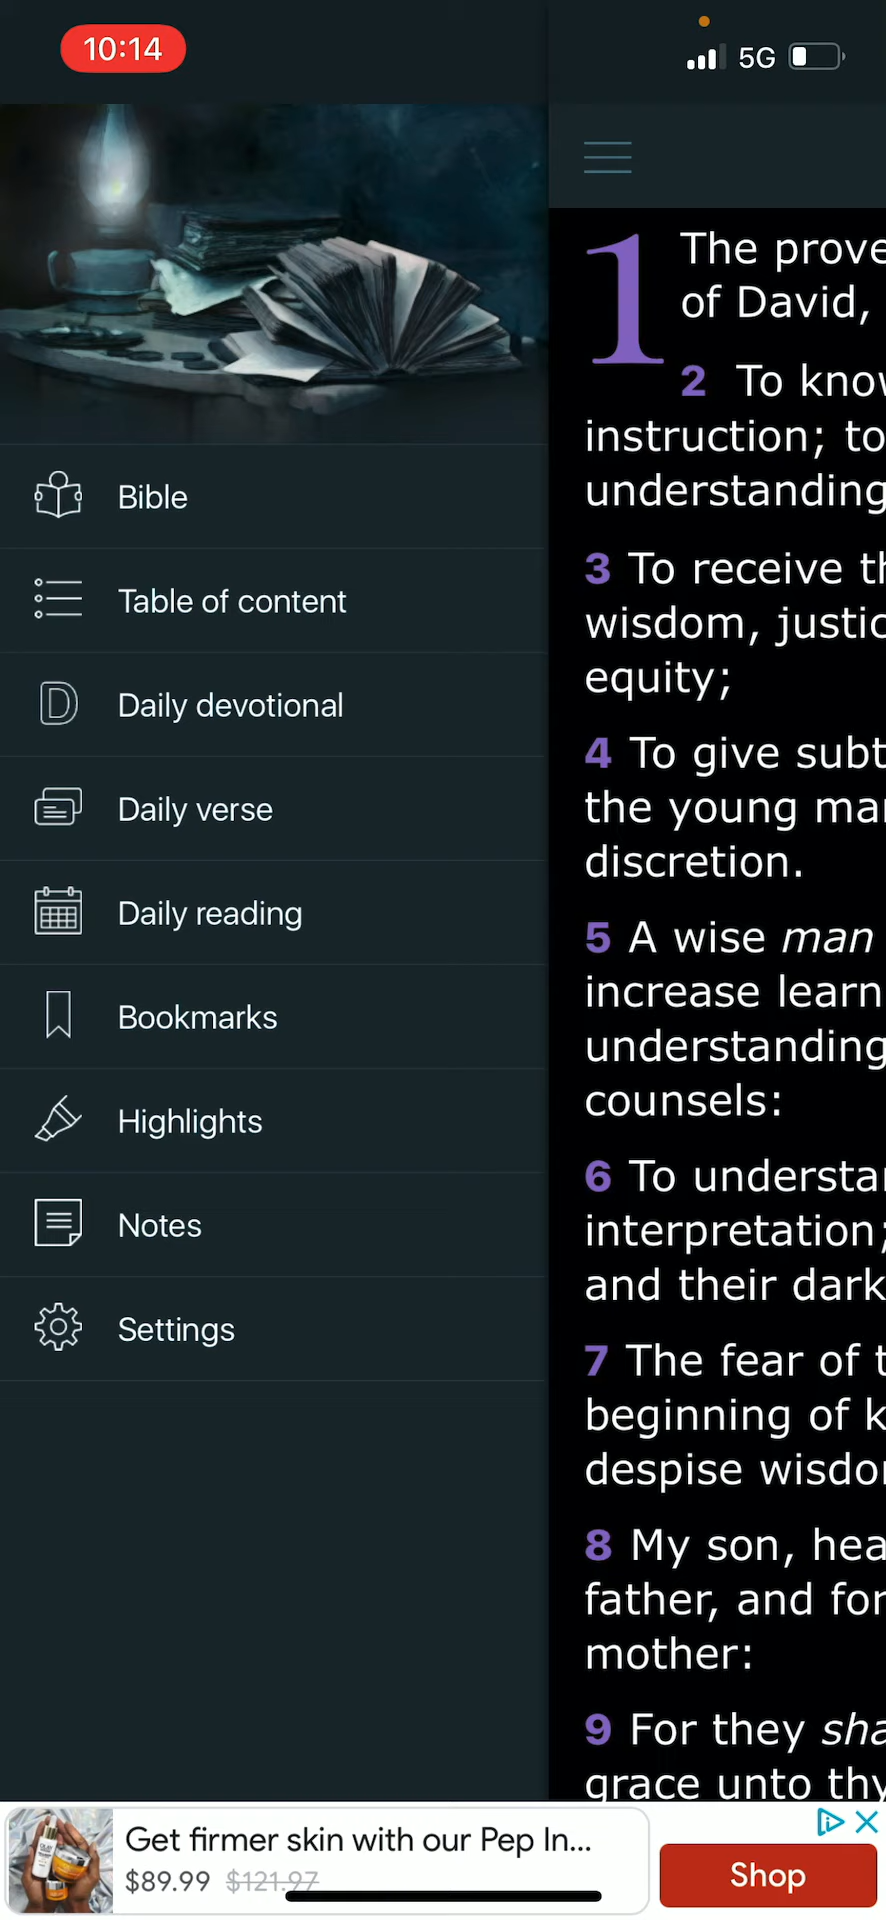 10:14
5G
Bible
Table of content
Daily devotional
Daily verse
Daily reading
Bookmarks
Highlights
Notes
Settings
1 The prove
of David,
2 To know
instruction; to
understanding
3 To receive th
wisdom, justic
equity;
4 To give subt
the young ma
discretion.
5 A wise man
increase learn
understanding
counsels:
6 To understa
interpretation;
and their dark
7 The fear of t
beginning of k
despise wisdo
8 My son, hea
father, and for
mother:
9 For they sha
grace unto thy
Get firmer skin with our Pep In...
$89.99 $121.97
Shop